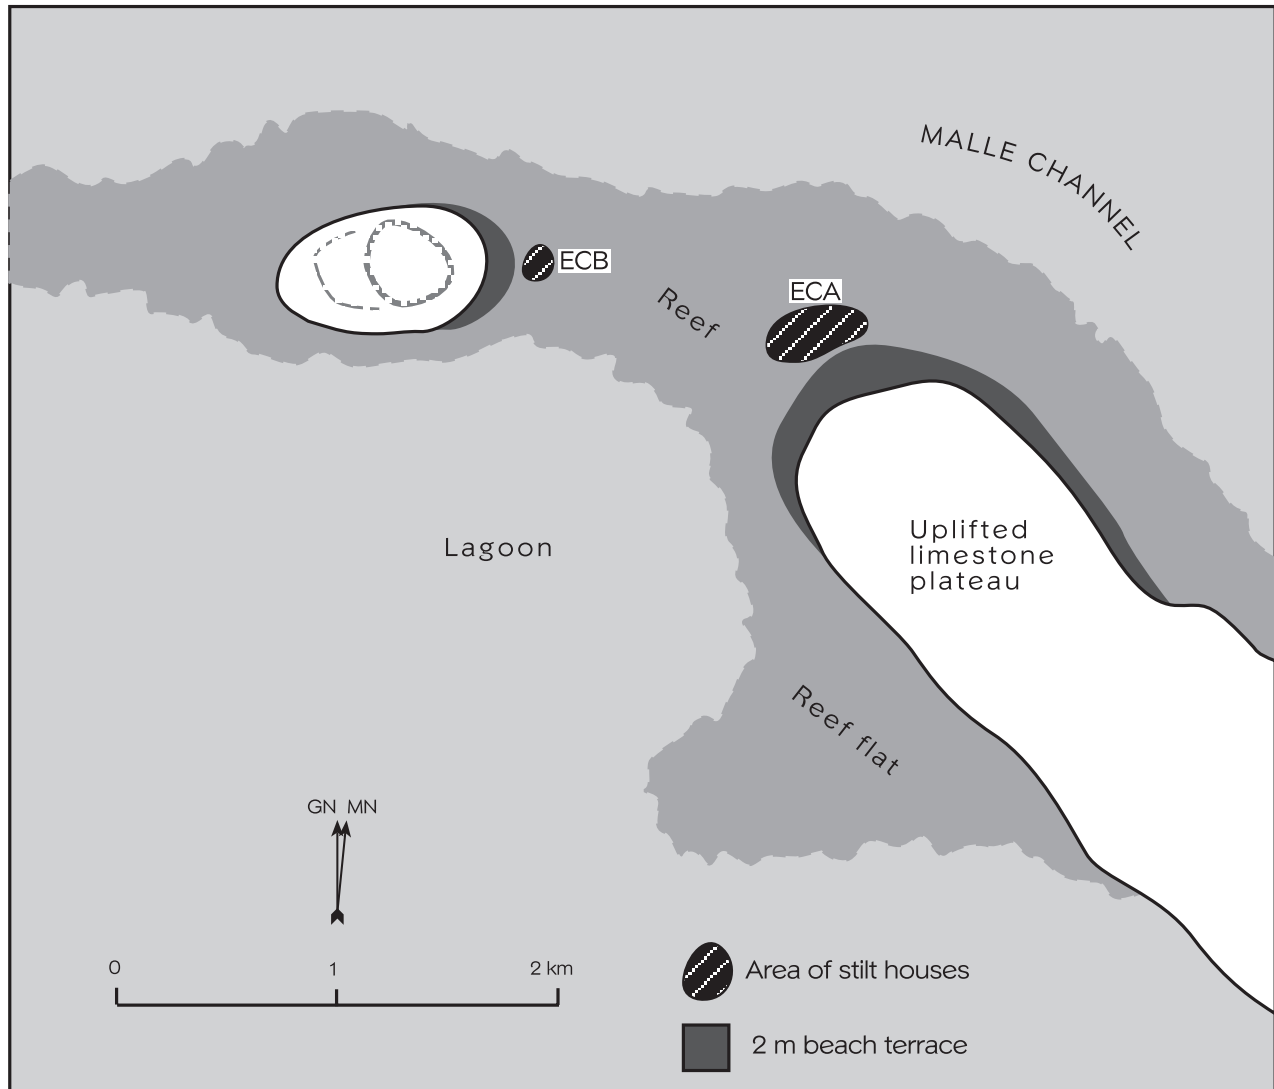 MALLE CHANNEL
ECB
ECA
Reef
Uplifted
limestone
plateau
Lagoon
Reef flat
GN MN
0 1 2 km
Area of stilt houses
2 m beach terrace